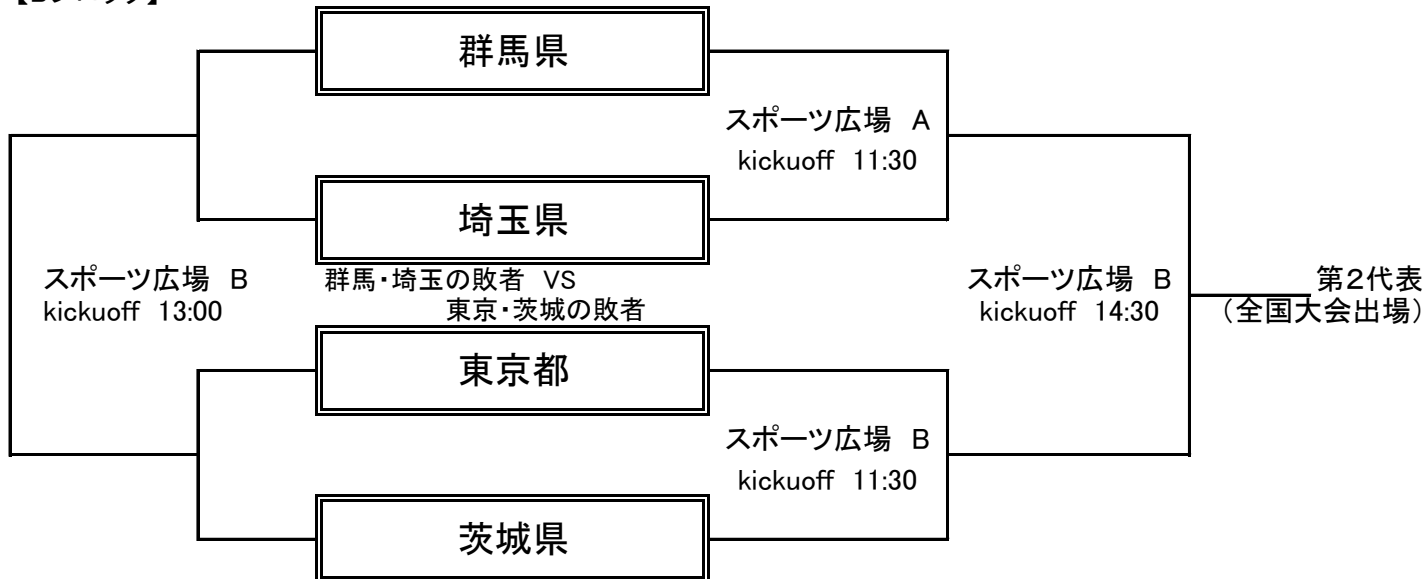 群馬県
スポーツ広場 A
kickuoff 11:30
埼玉県
スポーツ広場 B
kickuoff 13:00
群馬・埼玉の敗者 VS
東京・茨城の敗者
スポーツ広場 B
kickuoff 14:30
第2代表
（全国大会出場）
東京都
スポーツ広場 B
kickuoff 11:30
茨城県